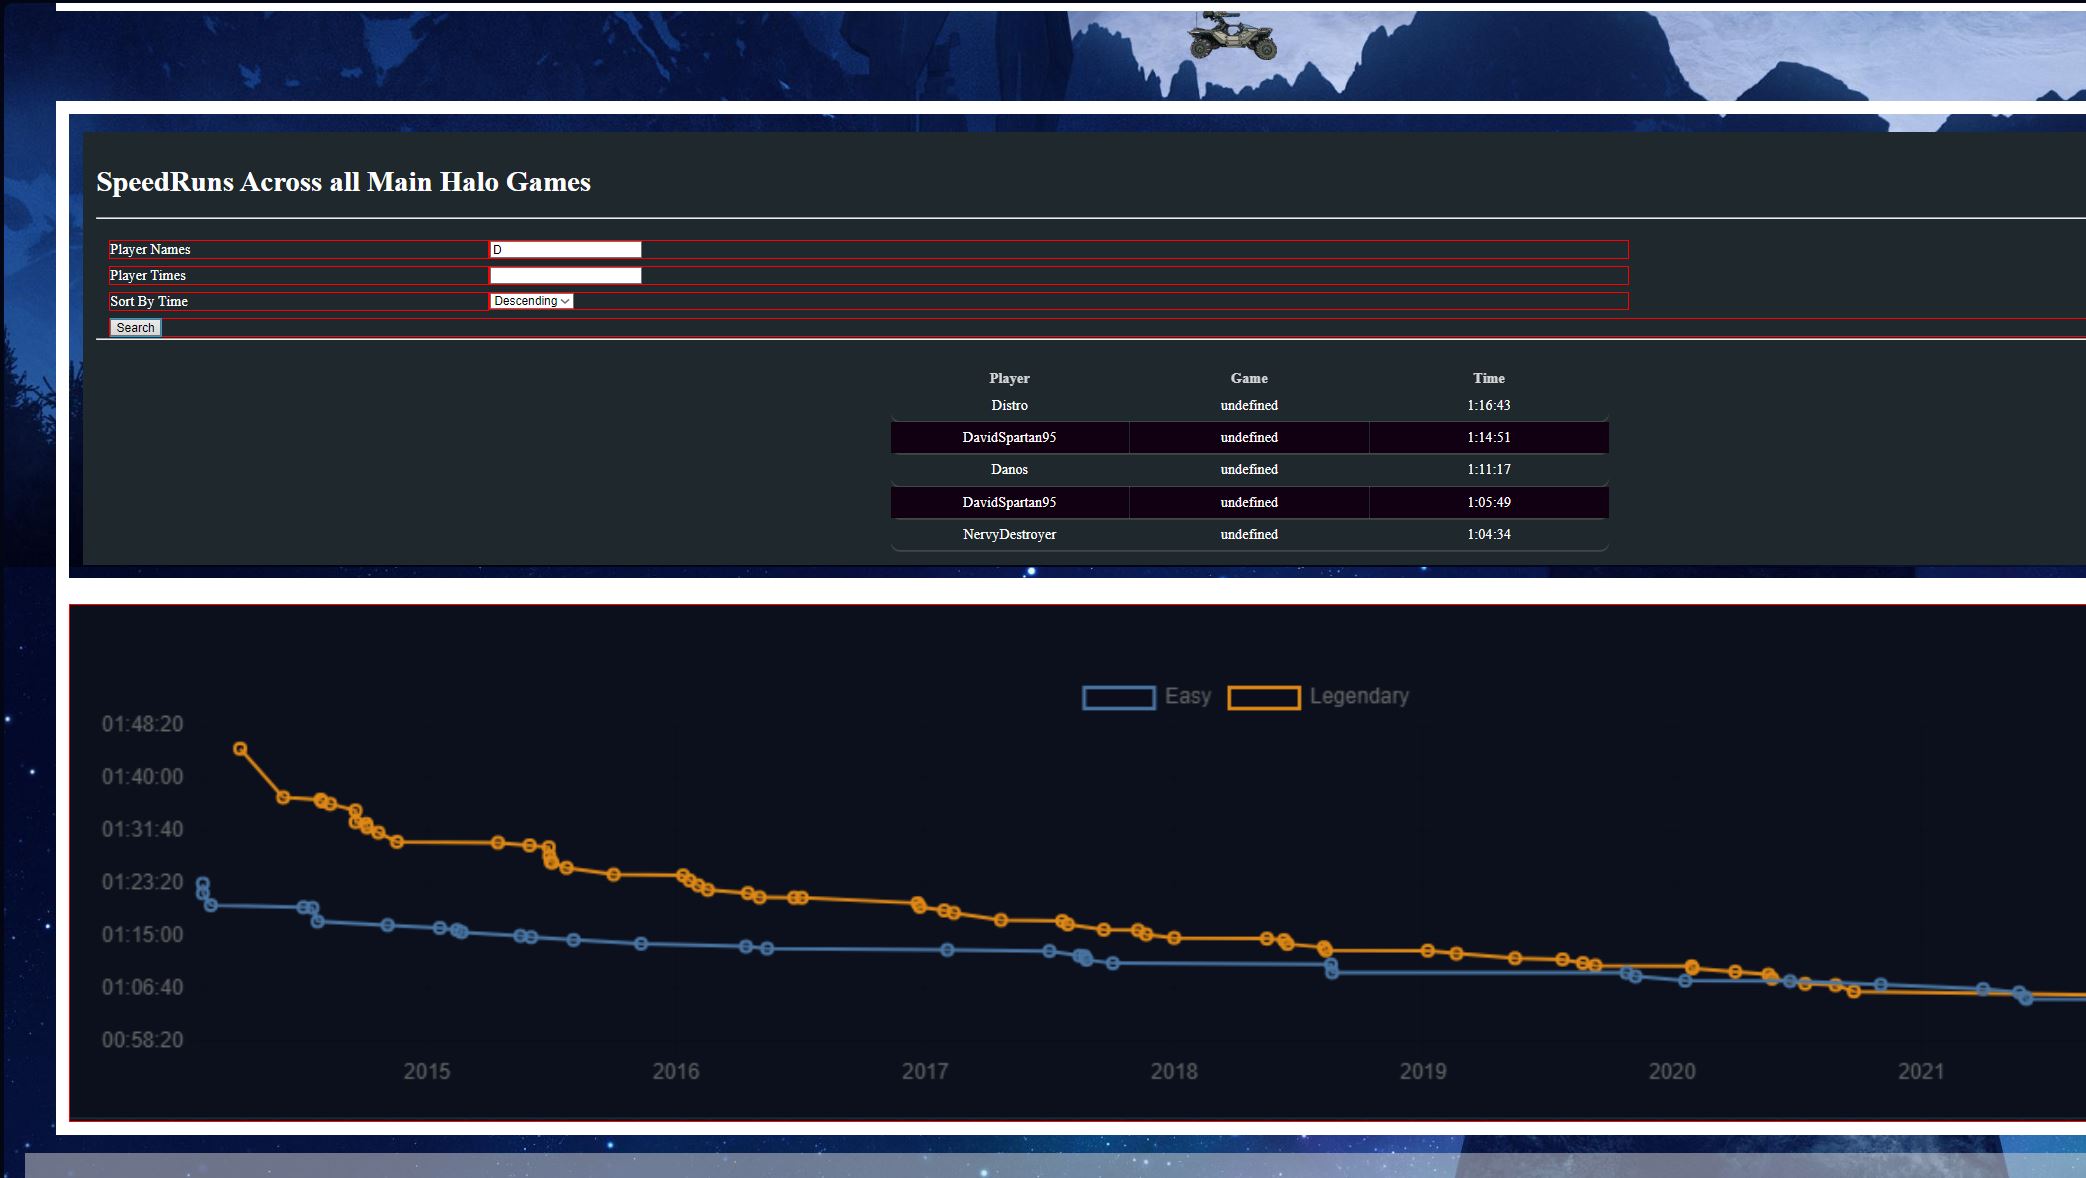 SpeedRuns Across all Main Halo Games
Player Names D
Player Times
Sort By Time Descending
Search
Player Game Time
Distro undefined 1:16:43
DavidSpartan95 undefined 1:14:51
Danos undefined 1:11:17
DavidSpartan95 undefined 1:05:49
NervyDestroyer undefined 1:04:34
Easy Legendary
01:48:20
01:40:00
01:31:40
01:23:20
01:15:00
01:06:40
00:58:20
2015 2016 2017 2018 2019 2020 2021